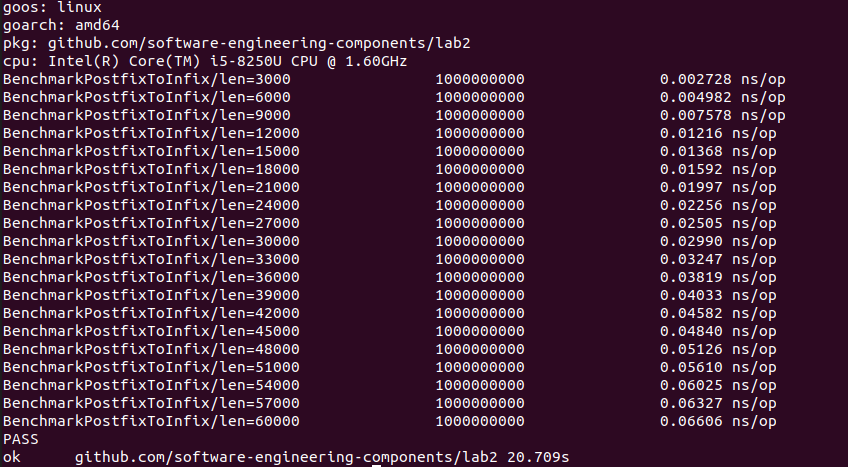 goos: linux
goarch: amd64
pkg: github.com/software-engineering-components/lab2
cpu: Intel(R) Core(TM) i5-8250U CPU @ 1.60GHz
BenchmarkPostfixToInfix/len=3000 1000000000 0.002728 ns/op
BenchmarkPostfixToInfix/len=6000 1000000000 0.004982 ns/op
BenchmarkPostfixToInfix/len=9000 1000000000 0.007578 ns/op
BenchmarkPostfixToInfix/len=12000 1000000000 0.01216 ns/op
BenchmarkPostfixToInfix/len=15000 1000000000 0.01368 ns/op
BenchmarkPostfixToInfix/len=18000 1000000000 0.01592 ns/op
BenchmarkPostfixToInfix/len=21000 1000000000 0.01997 ns/op
BenchmarkPostfixToInfix/len=24000 1000000000 0.02256 ns/op
BenchmarkPostfixToInfix/len=27000 1000000000 0.02505 ns/op
BenchmarkPostfixToInfix/len=30000 1000000000 0.02990 ns/op
BenchmarkPostfixToInfix/len=33000 1000000000 0.03247 ns/op
BenchmarkPostfixToInfix/len=36000 1000000000 0.03819 ns/op
BenchmarkPostfixToInfix/len=39000 1000000000 0.04033 ns/op
BenchmarkPostfixToInfix/len=42000 1000000000 0.04582 ns/op
BenchmarkPostfixToInfix/len=45000 1000000000 0.04840 ns/op
BenchmarkPostfixToInfix/len=48000 1000000000 0.05126 ns/op
BenchmarkPostfixToInfix/len=51000 1000000000 0.05610 ns/op
BenchmarkPostfixToInfix/len=54000 1000000000 0.06025 ns/op
BenchmarkPostfixToInfix/len=57000 1000000000 0.06327 ns/op
BenchmarkPostfixToInfix/len=60000 1000000000 0.06606 ns/op
PASS
ok github.com/software-engineering-components/lab2 20.709s